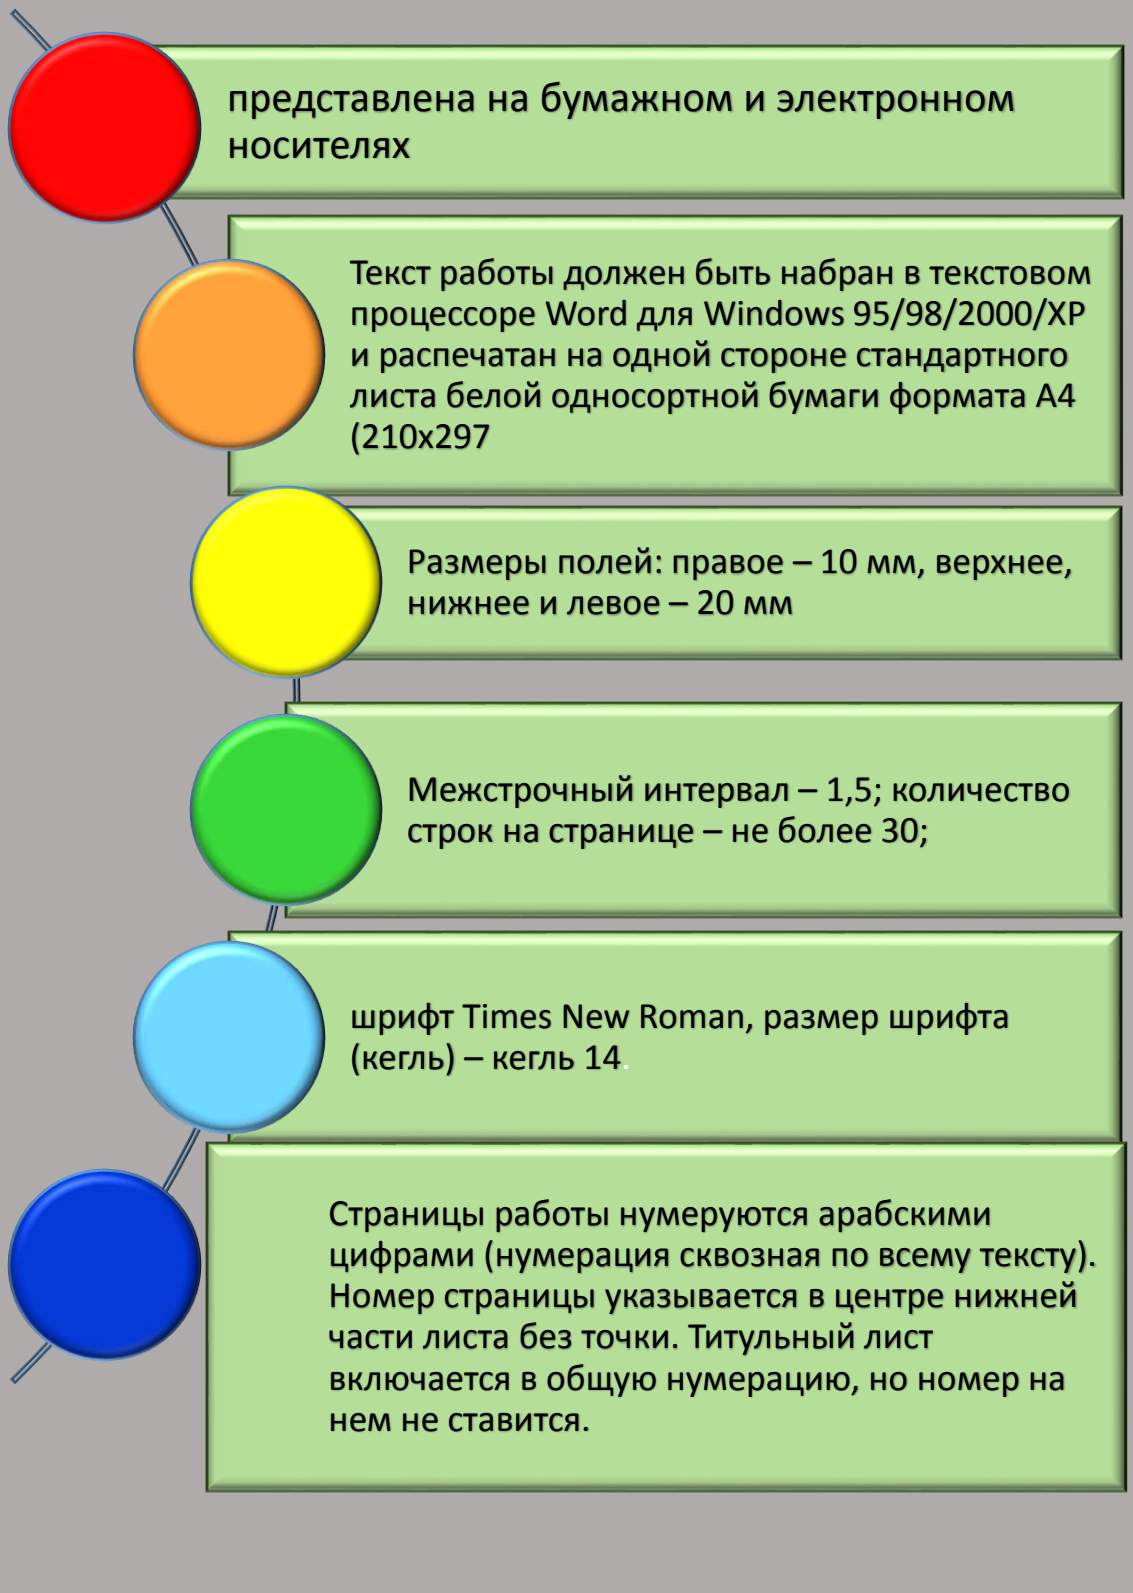 представлена на бумажном и электронном
носителях
Текст работы должен быть набран в текстовом
процессоре Word для Windows 95/98/2000/XP
и распечатан на одной стороне стандартного
листа белой односортной бумаги формата А4
(210х297
Размеры полей: правое – 10 мм, верхнее,
нижнее и левое – 20 мм
Межстрочный интервал – 1,5; количество
строк на странице – не более 30;
шрифт Times New Roman, размер шрифта
(кегль) – кегль 14.
Страницы работы нумеруются арабскими
цифрами (нумерация сквозная по всему тексту).
Номер страницы указывается в центре нижней
части листа без точки. Титульный лист
включается в общую нумерацию, но номер на
нем не ставится.